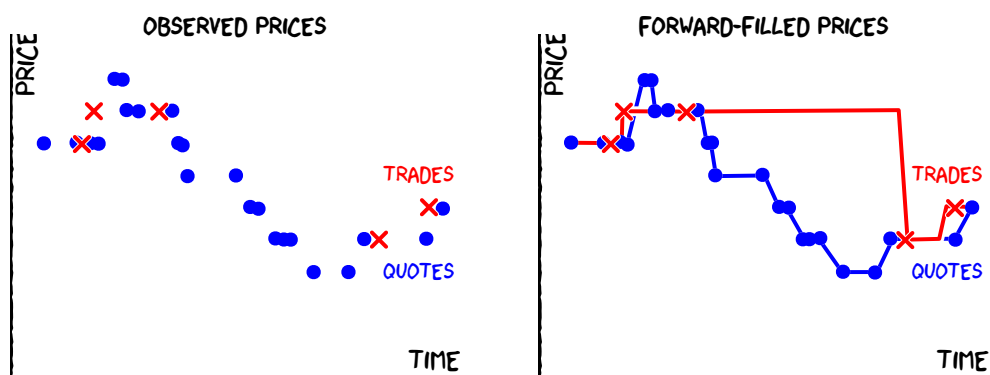 OBSERVED PRICES
PRICE
TRADES
QUOTES
TIME
FORWARD-FILLED PRICES
PRICE
TRADES
QUOTES
TIME